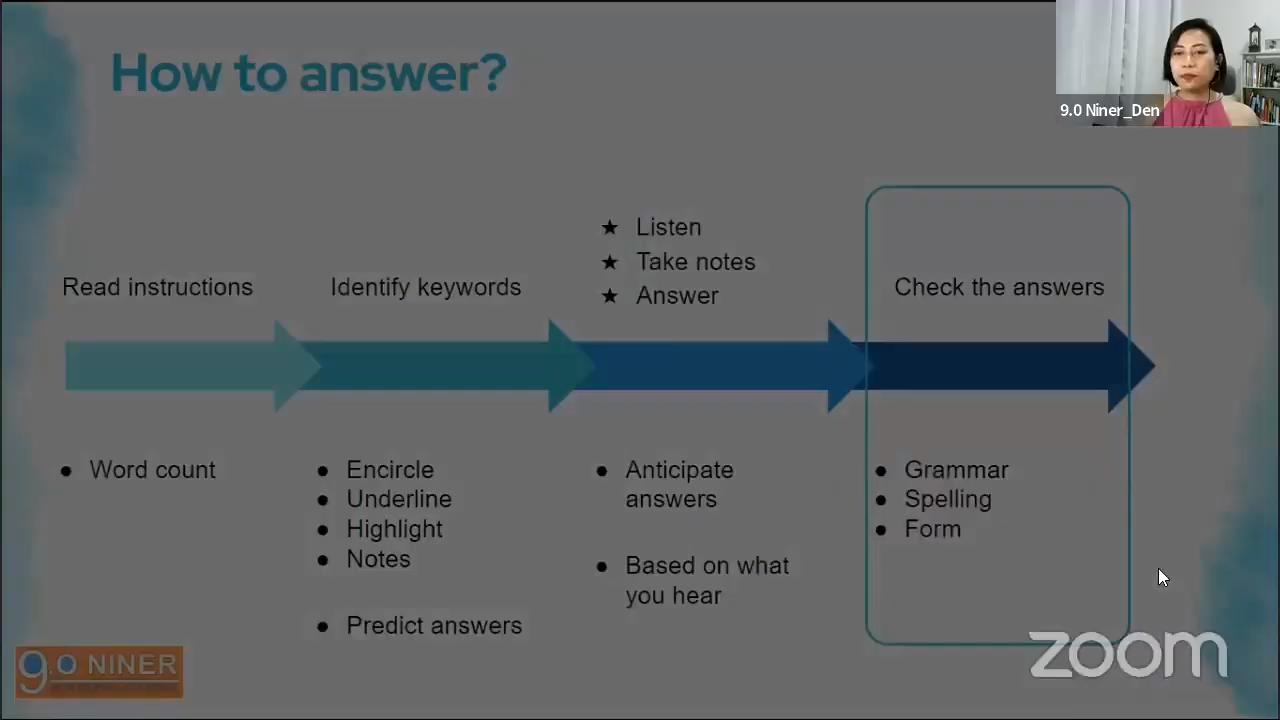 How to answer?
9.0 Niner_Den
Read instructions
Identify keywords
★ Listen
★ Take notes
★ Answer
Check the answers
● Word count
● Encircle
● Underline
● Highlight
● Notes
● Predict answers
● Anticipate
answers
● Based on what
you hear
● Grammar
● Spelling
● Form
9.0 NINER
zoom